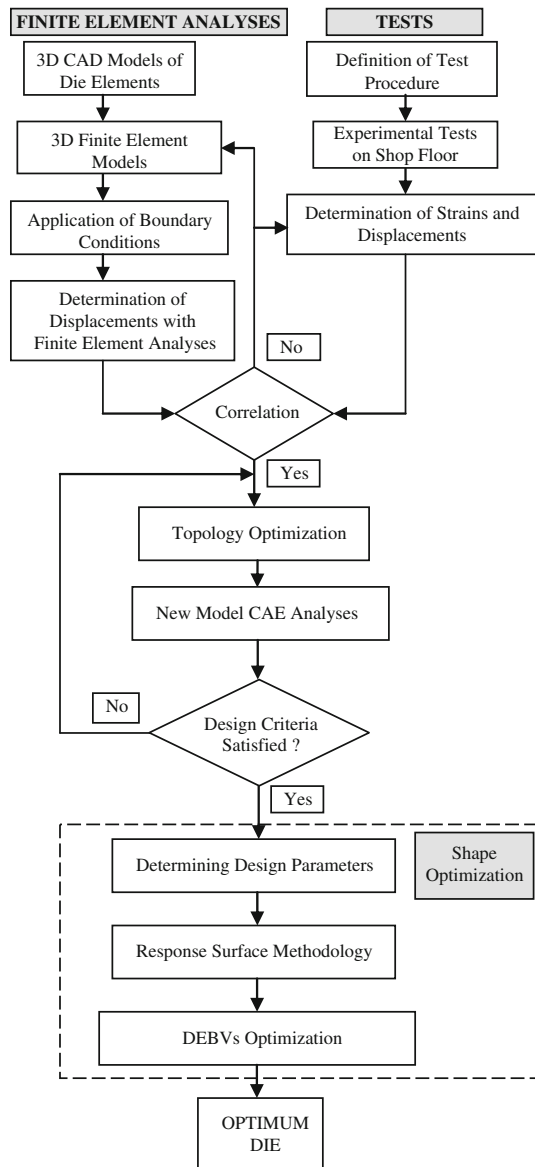 FINITE ELEMENT ANALYSES
3D CAD Models of
Die Elements
3D Finite Element
Models
Application of Boundary
Conditions
Determination of
Displacements with
Finite Element Analyses
TESTS
Definition of Test
Procedure
Experimental Tests
on Shop Floor
Determination of Strains and
Displacements
No
Correlation
Yes
Topology Optimization
New Model CAE Analyses
No
Design Criteria
Satisfied ?
Yes
Shape
Optimization
Determining Design Parameters
Response Surface Methodology
DEBVs Optimization
OPTIMUM
DIE